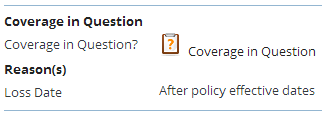 Coverage in Question
Coverage in Question? Coverage in Question
Reason(s)
Loss Date After policy effective dates